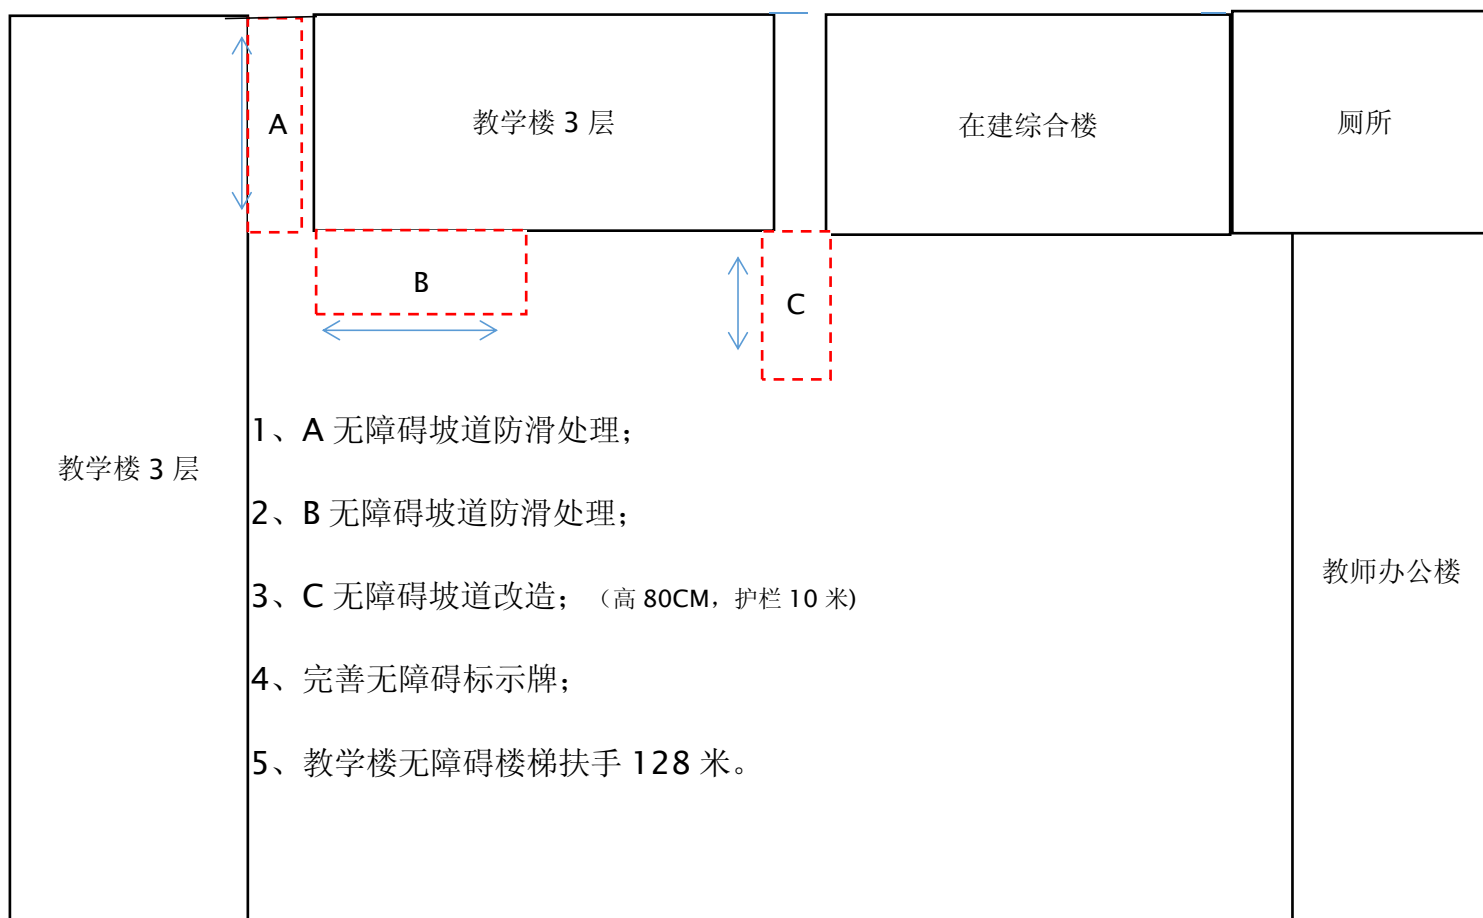 A
教学楼 3 层
在建综合楼
厕所
B
C
教学楼 3 层
1、A 无障碍坡道防滑处理；
2、B 无障碍坡道防滑处理；
3、C 无障碍坡道改造；（高 80CM，护栏 10 米)
4、完善无障碍标示牌；
5、教学楼无障碍楼梯扶手 128 米。
教师办公楼